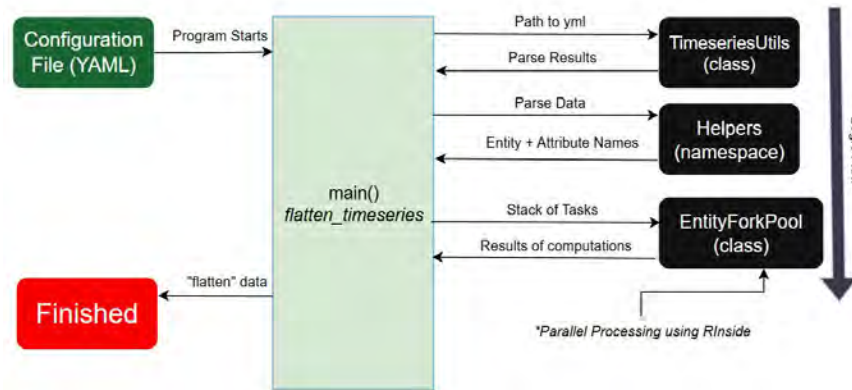 Configuration
File (YAML)
Program Starts
Path to yml
TimeseriesUtils
(class)
Parse Results
Parse Data
Helpers
(namespace)
Entity + Attribute Names
main()
flatten_timeseries
Stack of Tasks
EntityForkPool
(class)
Results of computations
"flatten" data
Finished
*Parallel Processing using RInside